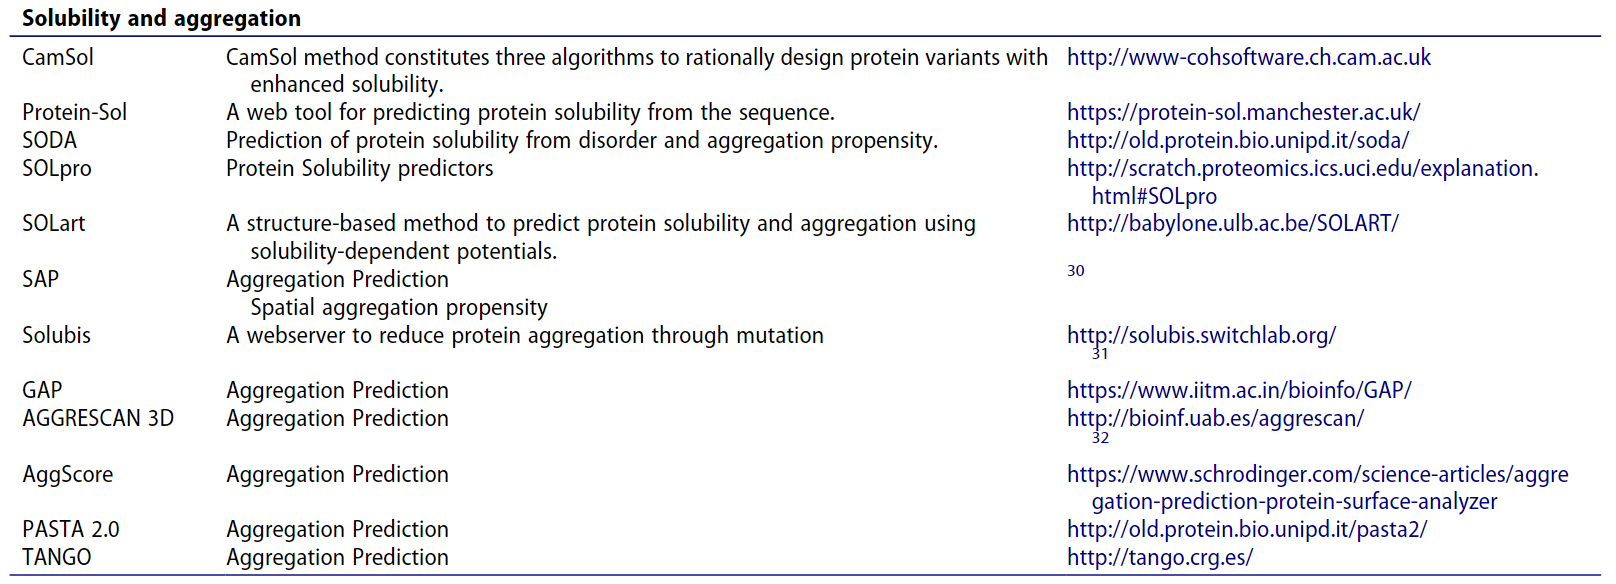 Solubility and aggregation
CamSol CamSol method constitutes three algorithms to rationally design protein variants with http://www-cohsoftware.ch.cam.ac.uk
enhanced solubility.
Protein-Sol A web tool for predicting protein solubility from the sequence. https://protein-sol.manchester.ac.uk/
SODA Prediction of protein solubility from disorder and aggregation propensity. http://old.protein.bio.unipd.it/soda/
SOLpro Protein Solubility predictors http://scratch.proteomics.ics.uci.edu/explanation.
html#SOLpro
SOLart A structure-based method to predict protein solubility and aggregation using http://babylone.ulb.ac.be/SOLART/
solubility-dependent potentials.
SAP Aggregation Prediction 30
Spatial aggregation propensity
Solubis A webserver to reduce protein aggregation through mutation http://solubis.switchlab.org/
31
GAP Aggregation Prediction https://www.iitm.ac.in/bioinfo/GAP/
AGGRESCAN 3D Aggregation Prediction http://bioinf.uab.es/aggrescan/
32
AggScore Aggregation Prediction https://www.schrodinger.com/science-articles/aggre
gation-prediction-protein-surface-analyzer
PASTA 2.0 Aggregation Prediction http://old.protein.bio.unipd.it/pasta2/
TANGO Aggregation Prediction http://tango.crg.es/